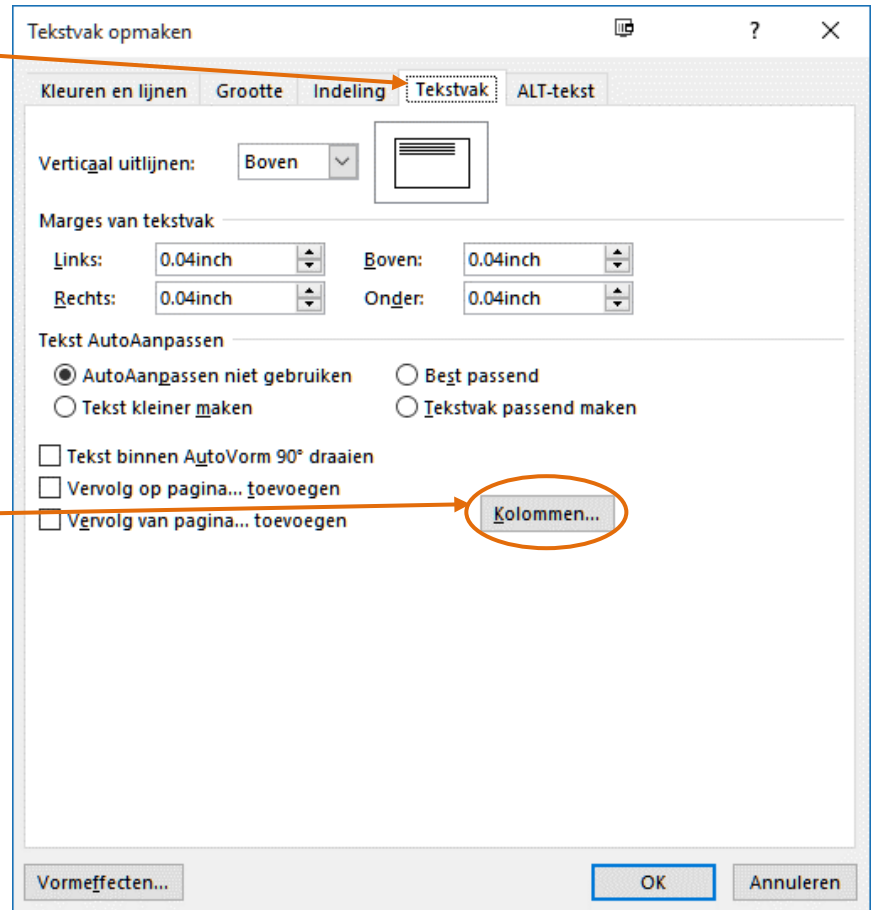 Tekstvak opmaken ?
Kleuren en lijnen Grootte Indeling Tekstvak ALT-tekst
Verticaal uitlijnen: Boven
Marges van tekstvak
Links: 0.04inch Boven: 0.04inch
Rechts: 0.04inch Onder: 0.04inch
Tekst AutoAanpassen
AutoAanpassen niet gebruiken Best passend
Tekst kleiner maken Tekstvak passend maken
Tekst binnen AutoVorm 90° draaien
Vervolg op pagina... toevoegen
Vervolg van pagina... toevoegen Kolommen...
Vormeffecten... OK Annuleren